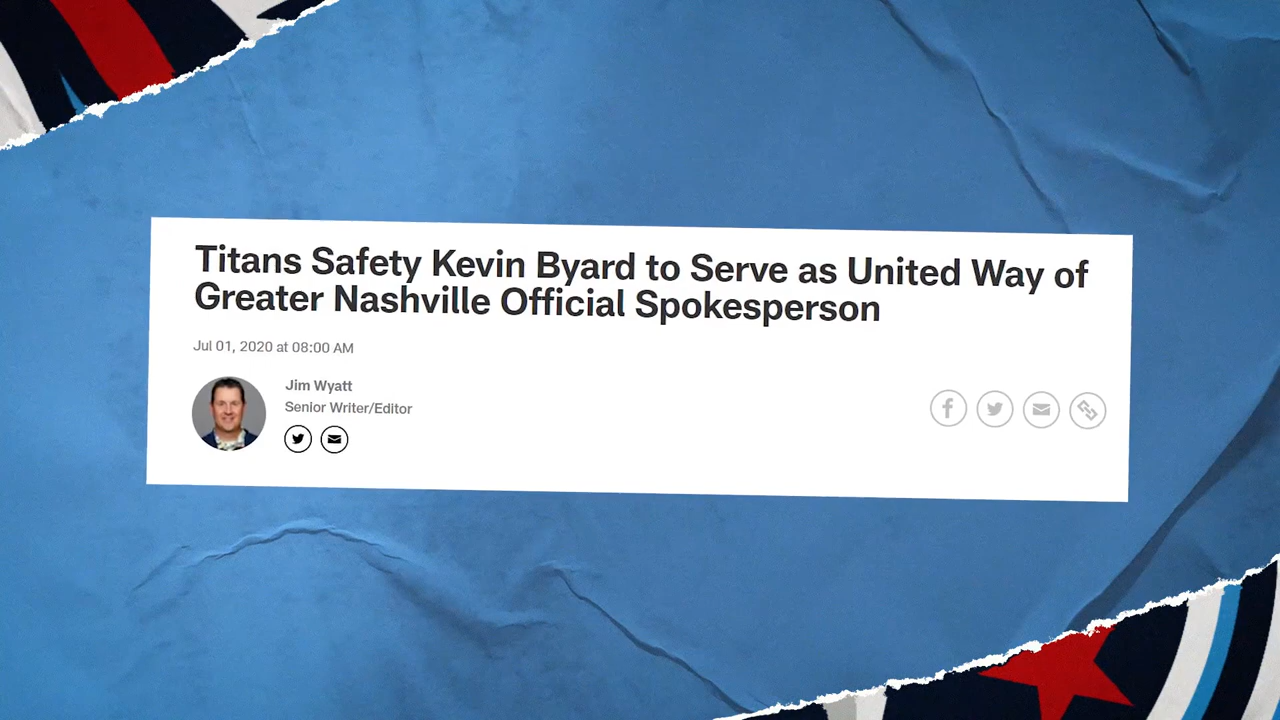 Titans Safety Kevin Byard to Serve as United Way of
Greater Nashville Official Spokesperson
Jul 01, 2020 at 08:00 AM
Jim Wyatt
Senior Writer/Editor